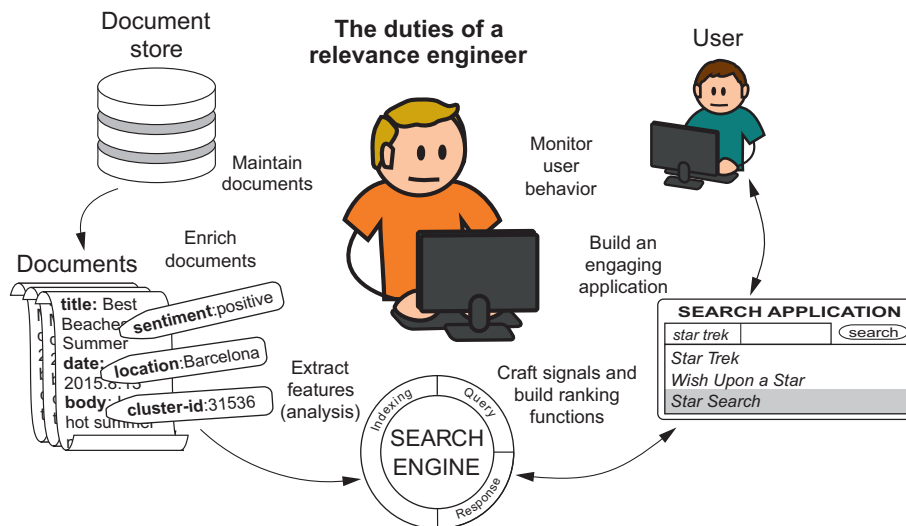 Document
store
The duties of a
relevance engineer
User
Maintain
documents
Monitor
user
behavior
Enrich
documents
Build an
engaging
application
Documents
title: Best
Beaches
Summer
date:
2015.8.13
body:
hot summer
sentiment:positive
location:Barcelona
cluster-id:31536
Extract
features
(analysis)
Craft signals and
build ranking
functions
Indexing
Query
Response
SEARCH
ENGINE
SEARCH APPLICATION
star trek
search
Star Trek
Wish Upon a Star
Star Search